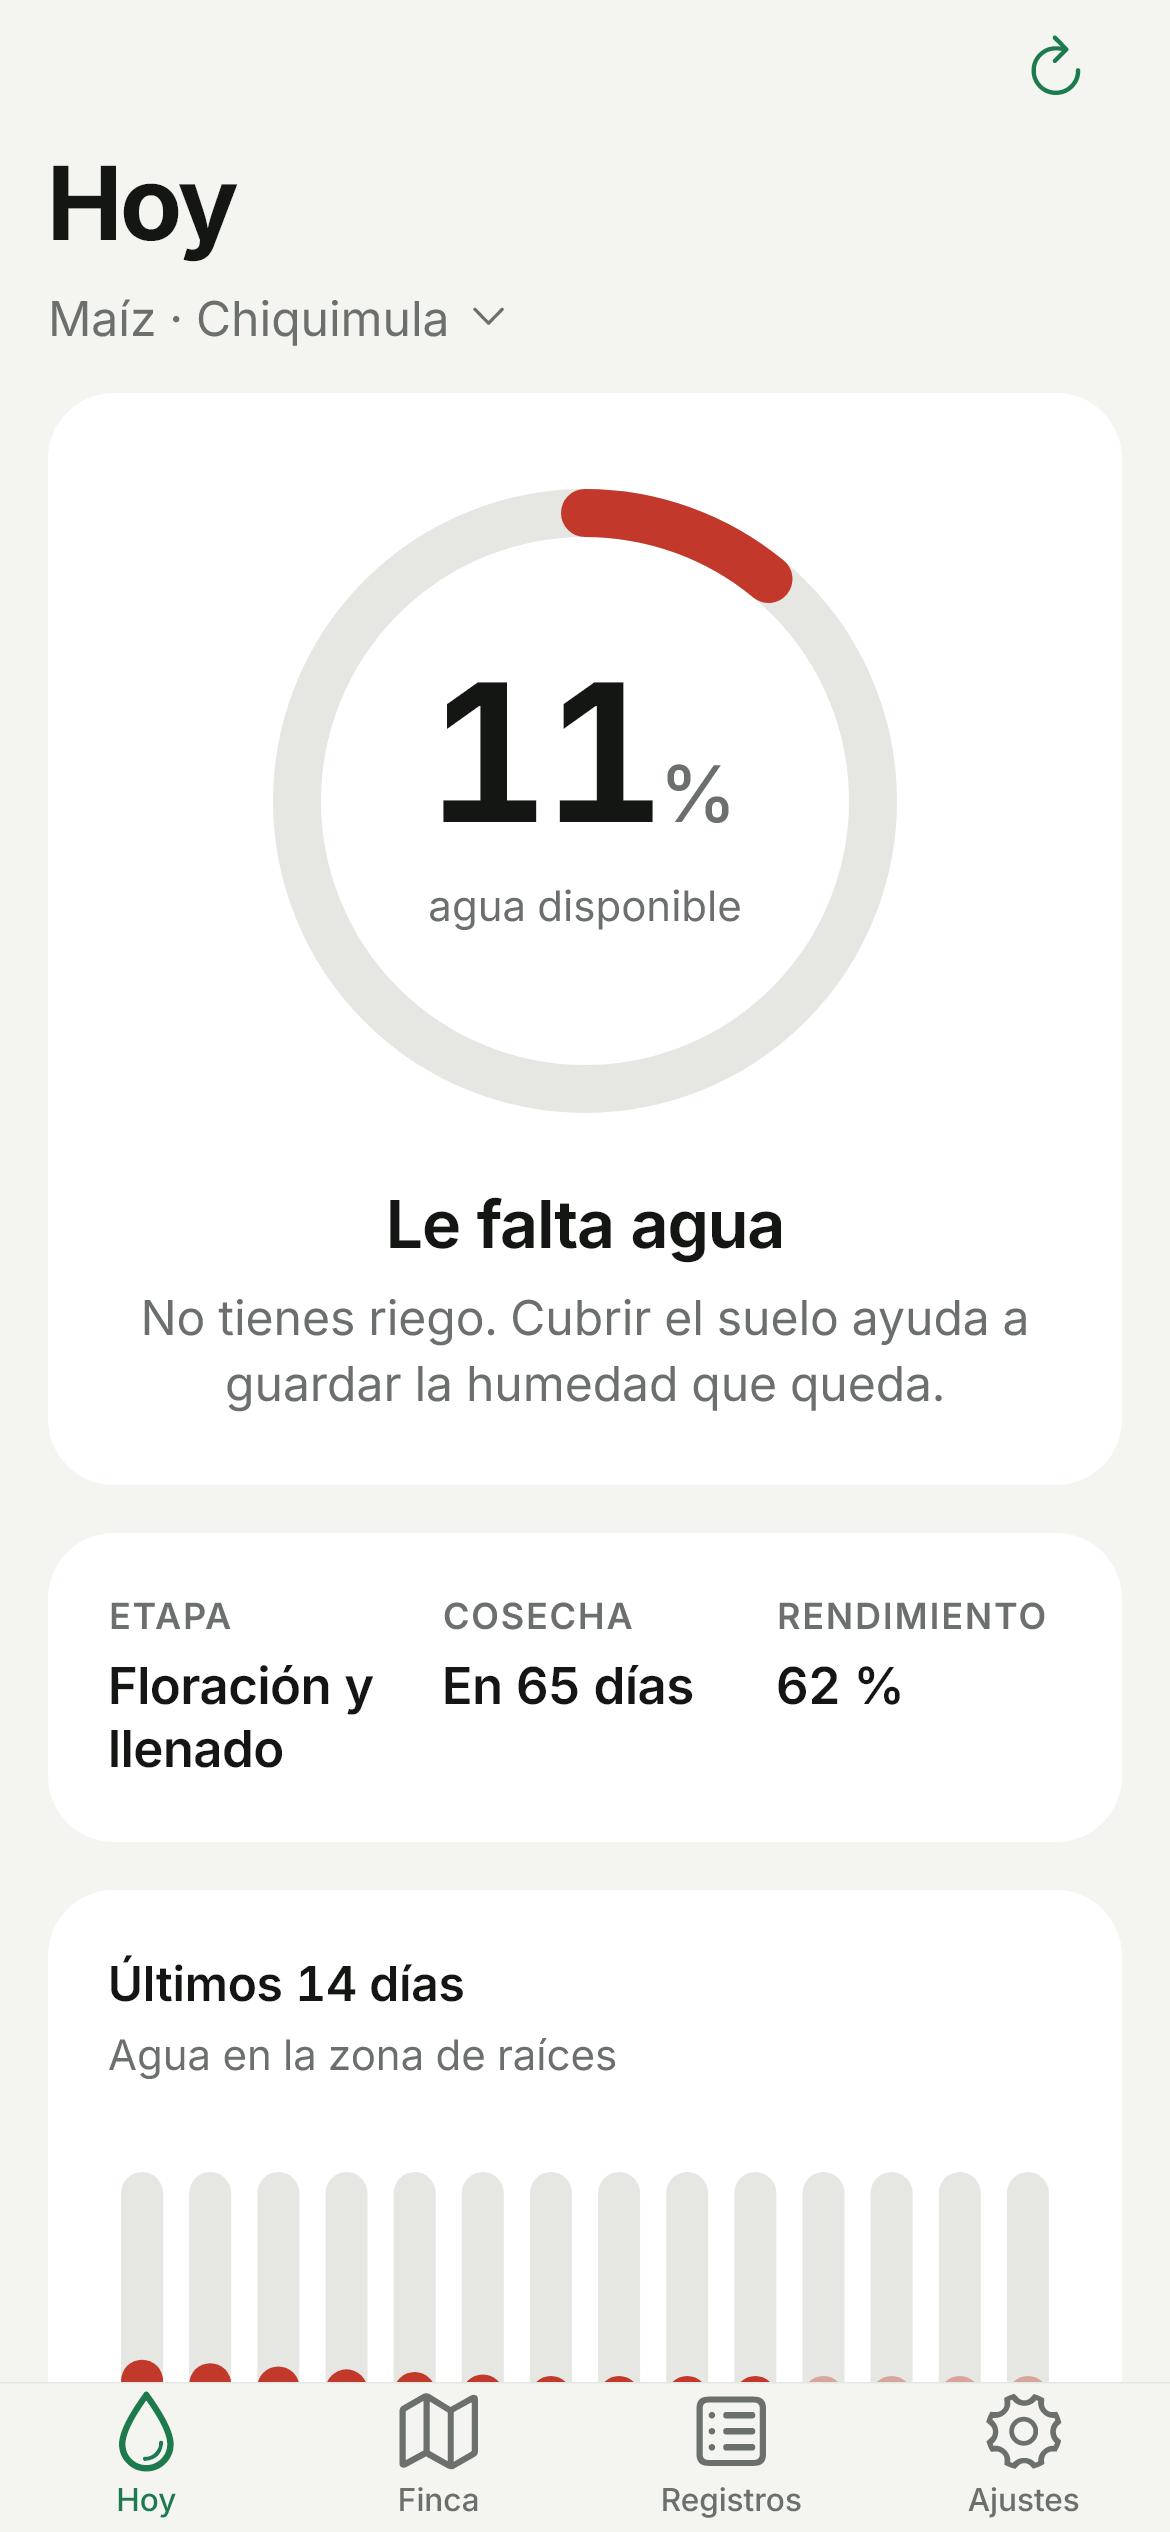 Hoy
Maíz · Chiquimula
11%
agua disponible
Le falta agua
No tienes riego. Cubrir el suelo ayuda a
guardar la humedad que queda.
ETAPA COSECHA RENDIMIENTO
Floración y En 65 días 62 %
llenado
Últimos 14 días
Agua en la zona de raíces
Hoy Finca Registros Ajustes